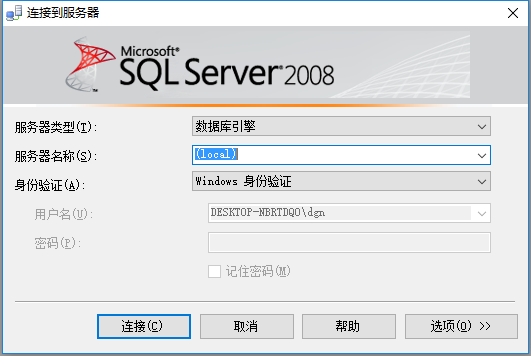 连接到服务器
Microsoft®
SQL Server® 2008
服务器类型(T):
数据库引擎
服务器名称(S):
(local)
身份验证(A):
Windows 身份验证
用户名(U):
DESKTOP-NBRTDQO\dgn
密码(P):
记住密码(M)
连接(C)
取消
帮助
选项(O) >>